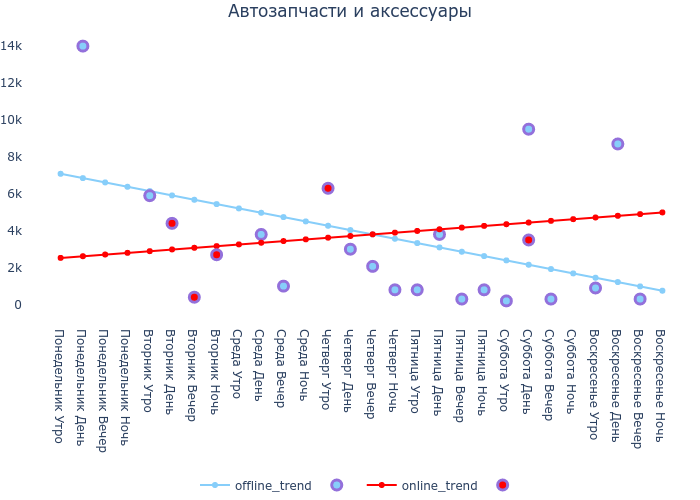 Автозапчасти и аксессуары
14k
12k
10k
8k
6k
4k
2k
0
Понедельник Утро
Понедельник День
Понедельник Вечер
Понедельник Ночь
Вторник Утро
Вторник День
Вторник Вечер
Вторник Ночь
Среда Утро
Среда День
Среда Вечер
Среда Ночь
Четверг Утро
Четверг День
Четверг Вечер
Четверг Ночь
Пятница Утро
Пятница День
Пятница Вечер
Пятница Ночь
Суббота Утро
Суббота День
Суббота Вечер
Суббота Ночь
Воскресенье Утро
Воскресенье День
Воскресенье Вечер
Воскресенье Ночь
offline_trend
online_trend